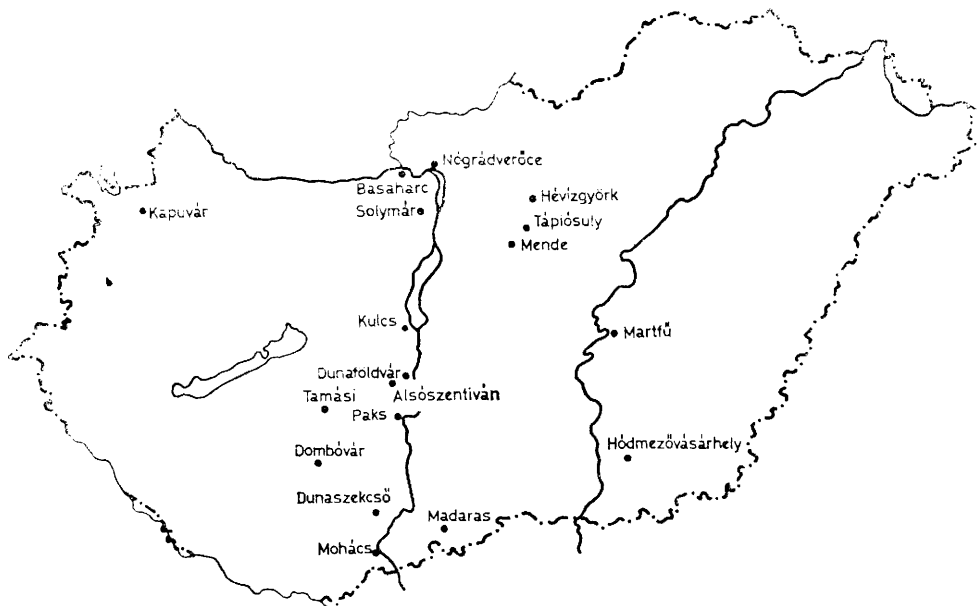 Nógrádverőce
Basaharc
Kapuvár
Solymár
Hévízgyörk
Tápiósuly
Mende
Kulcs
Martfű
Dunaföldvár
Tamási
Alsószentiván
Paks
Hódmezővásárhely
Dombóvár
Dunaszekcső
Madaras
Mohács